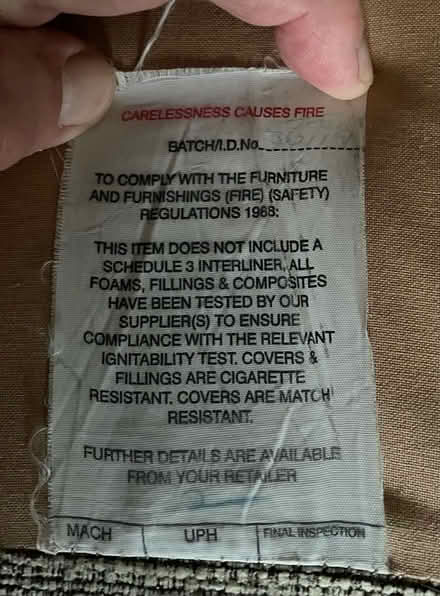 CARELESSNESS CAUSES FIRE
BATCH/I.D.No.
TO COMPLY WITH THE FURNITURE
AND FURNISHINGS (FIRE) (SAFETY)
REGULATIONS 1988:
THIS ITEM DOES NOT INCLUDE A
SCHEDULE 3 INTERLINER, ALL
FOAMS, FILLINGS & COMPOSITES
HAVE BEEN TESTED BY OUR
SUPPLIER(S) TO ENSURE
COMPLIANCE WITH THE RELEVANT
IGNITABILITY TEST. COVERS &
FILLINGS ARE CIGARETTE
RESISTANT. COVERS ARE MATCH
RESISTANT.
FURTHER DETAILS ARE AVAILABLE
FROM YOUR RETAILER
MACH UPH FINAL INSPECTION